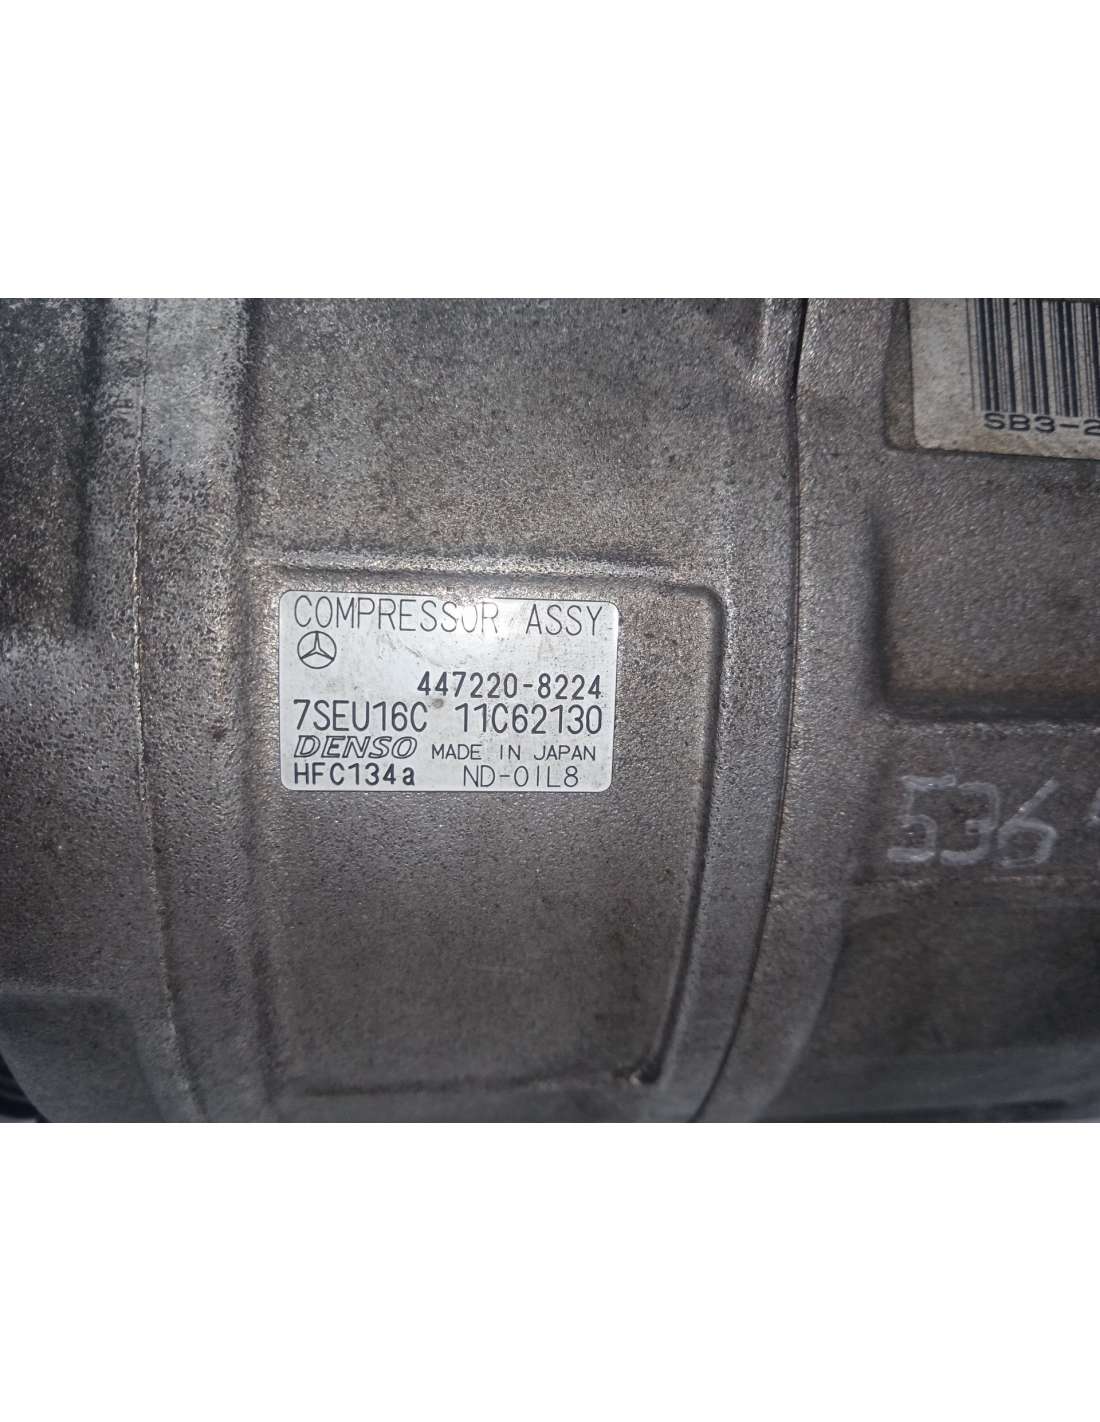 SB3-2
COMPRESSOR ASSY
447220-8224
7SEU16C 11C62130
DENSO MADE IN JAPAN
HFC134a ND-OIL8
536